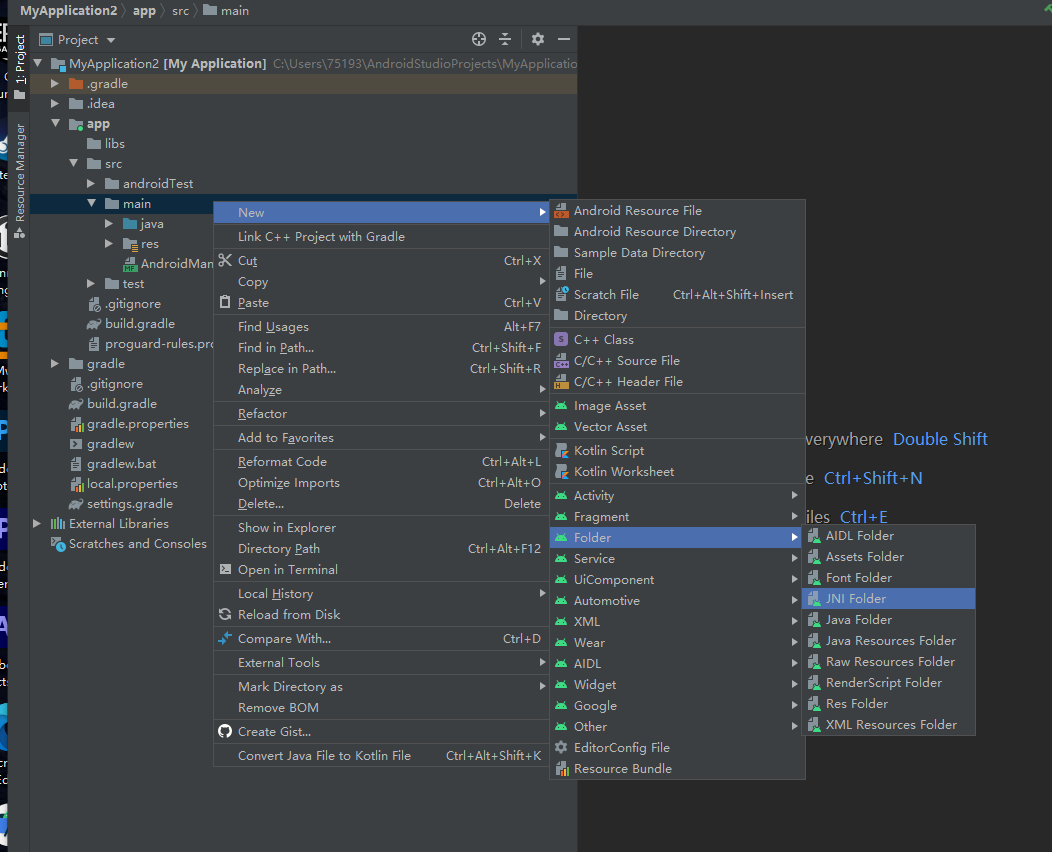 MyApplication2 app src main
Project
1: Project
Resource Manager
MyApplication2 [My Application] C:\Users\75193\AndroidStudioProjects\MyApplicatio
.gradle
.idea
app
libs
src
androidTest
main
java
res
AndroidMan
test
.gitignore
build.gradle
proguard-rules.pro
gradle
.gitignore
build.gradle
gradle.properties
gradlew
gradlew.bat
local.properties
settings.gradle
External Libraries
Scratches and Consoles
New
Link C++ Project with Gradle
Cut Ctrl+X
Copy
Paste Ctrl+V
Find Usages Alt+F7
Find in Path... Ctrl+Shift+F
Replace in Path... Ctrl+Shift+R
Analyze
Refactor
Add to Favorites
Reformat Code Ctrl+Alt+L
Optimize Imports Ctrl+Alt+O
Delete... Delete
Show in Explorer
Directory Path Ctrl+Alt+F12
Open in Terminal
Local History
Reload from Disk
Compare With... Ctrl+D
External Tools
Mark Directory as
Remove BOM
Create Gist...
Convert Java File to Kotlin File Ctrl+Alt+Shift+K
Android Resource File
Android Resource Directory
Sample Data Directory
File
Scratch File Ctrl+Alt+Shift+Insert
Directory
C++ Class
C/C++ Source File
C/C++ Header File
Image Asset
Vector Asset
Kotlin Script
Kotlin Worksheet
Activity
Fragment
Folder
Service
UiComponent
Automotive
XML
Wear
AIDL
Widget
Google
Other
EditorConfig File
Resource Bundle
verywhere Double Shift
e Ctrl+Shift+N
iles Ctrl+E
AIDL Folder
Assets Folder
Font Folder
JNI Folder
Java Folder
Java Resources Folder
Raw Resources Folder
RenderScript Folder
Res Folder
XML Resources Folder